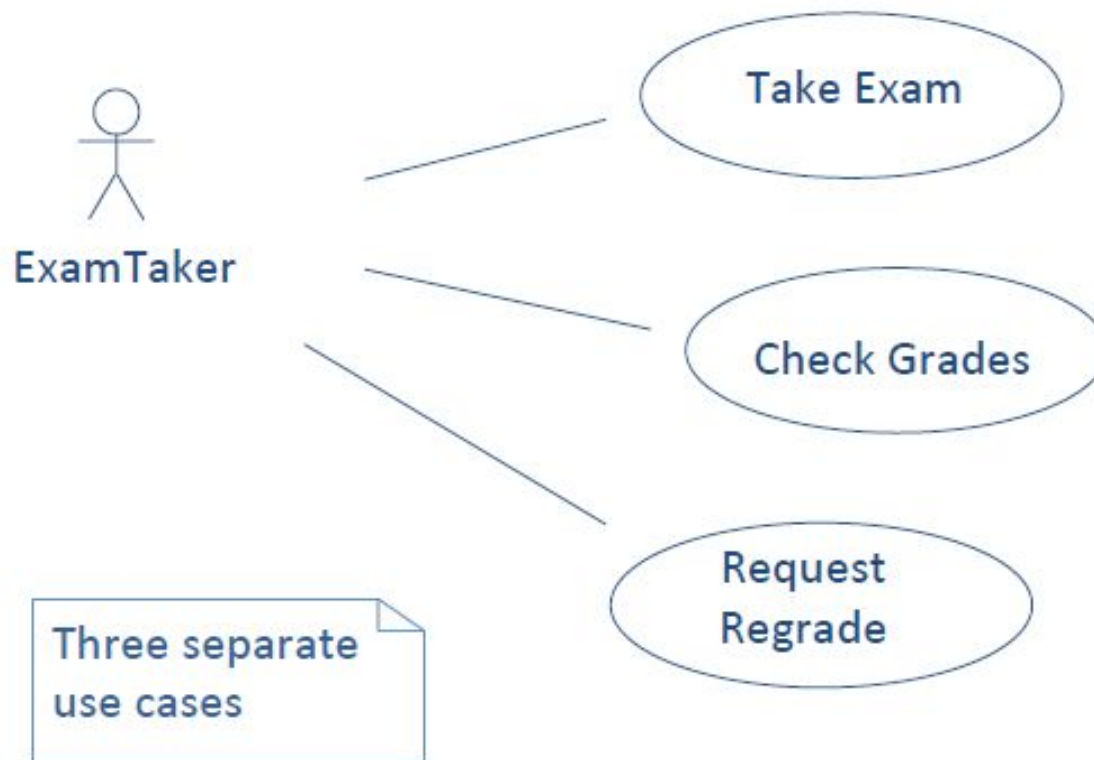 Take Exam
ExamTaker
Check Grades
Request
Regrade
Three separate
use cases